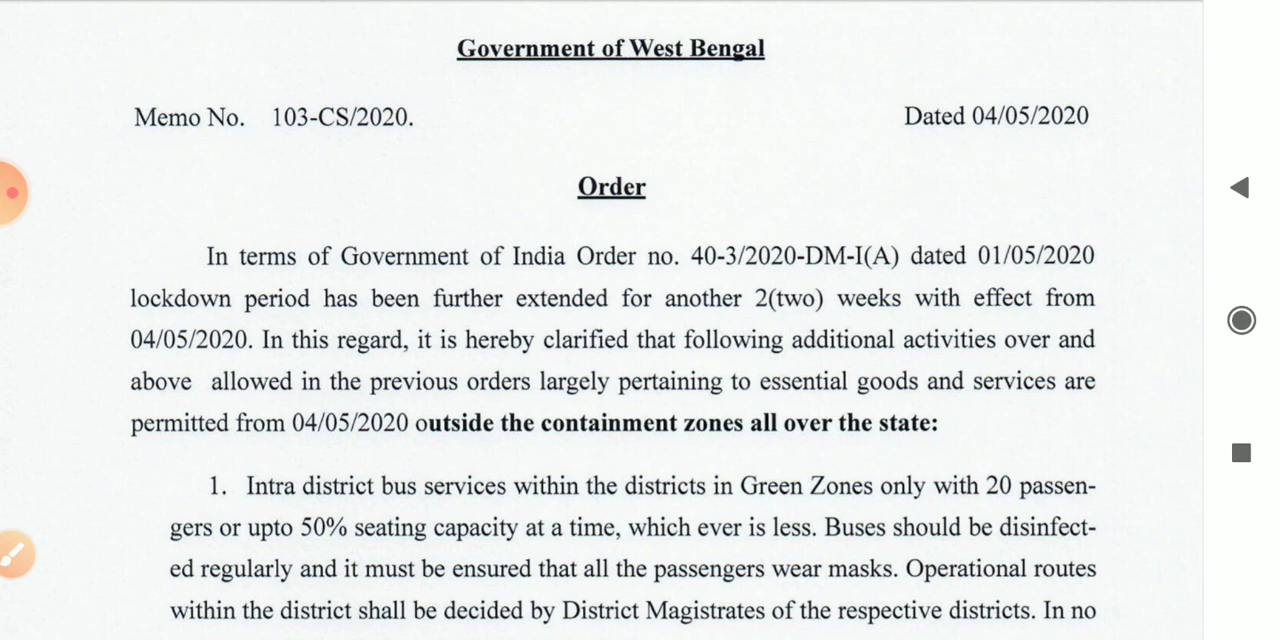 Government of West Bengal
Memo No. 103-CS/2020. Dated 04/05/2020
Order
In terms of Government of India Order no. 40-3/2020-DM-I(A) dated 01/05/2020
lockdown period has been further extended for another 2(two) weeks with effect from
04/05/2020. In this regard, it is hereby clarified that following additional activities over and
above allowed in the previous orders largely pertaining to essential goods and services are
permitted from 04/05/2020 outside the containment zones all over the state:
1. Intra district bus services within the districts in Green Zones only with 20 passen-
gers or upto 50% seating capacity at a time, which ever is less. Buses should be disinfect-
ed regularly and it must be ensured that all the passengers wear masks. Operational routes
within the district shall be decided by District Magistrates of the respective districts. In no